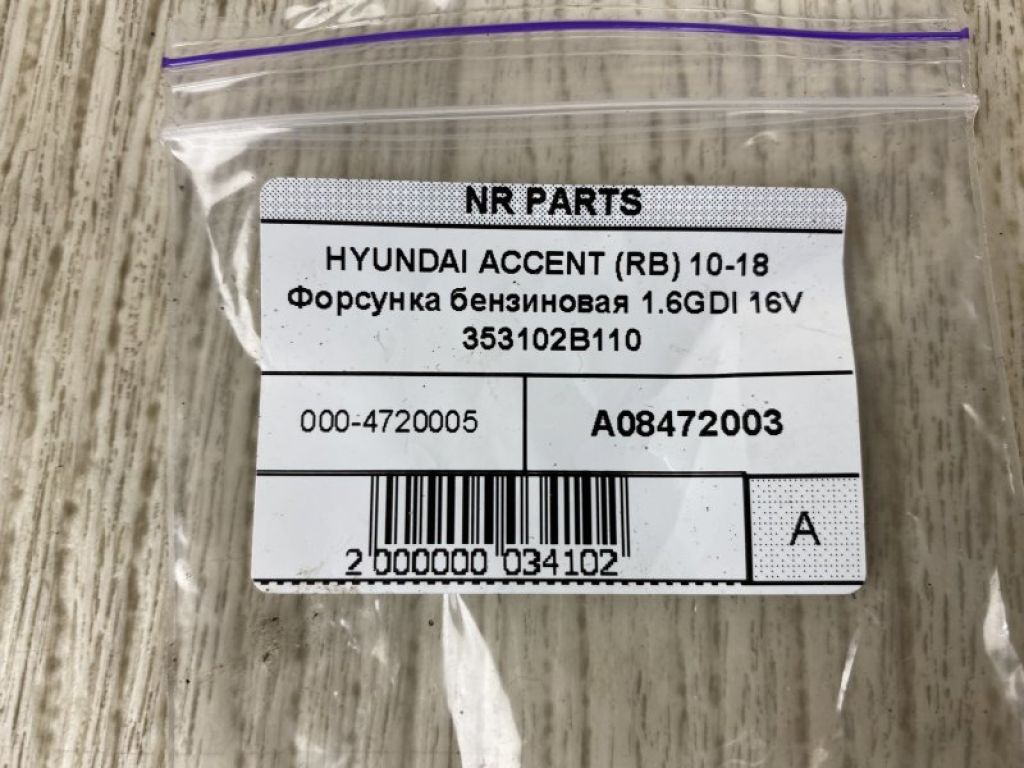 NR PARTS
HYUNDAI ACCENT (RB) 10-18
Форсунка бензиновая 1.6GDI 16V
353102B110
000-4720005
A08472003
2 000000 034102
A